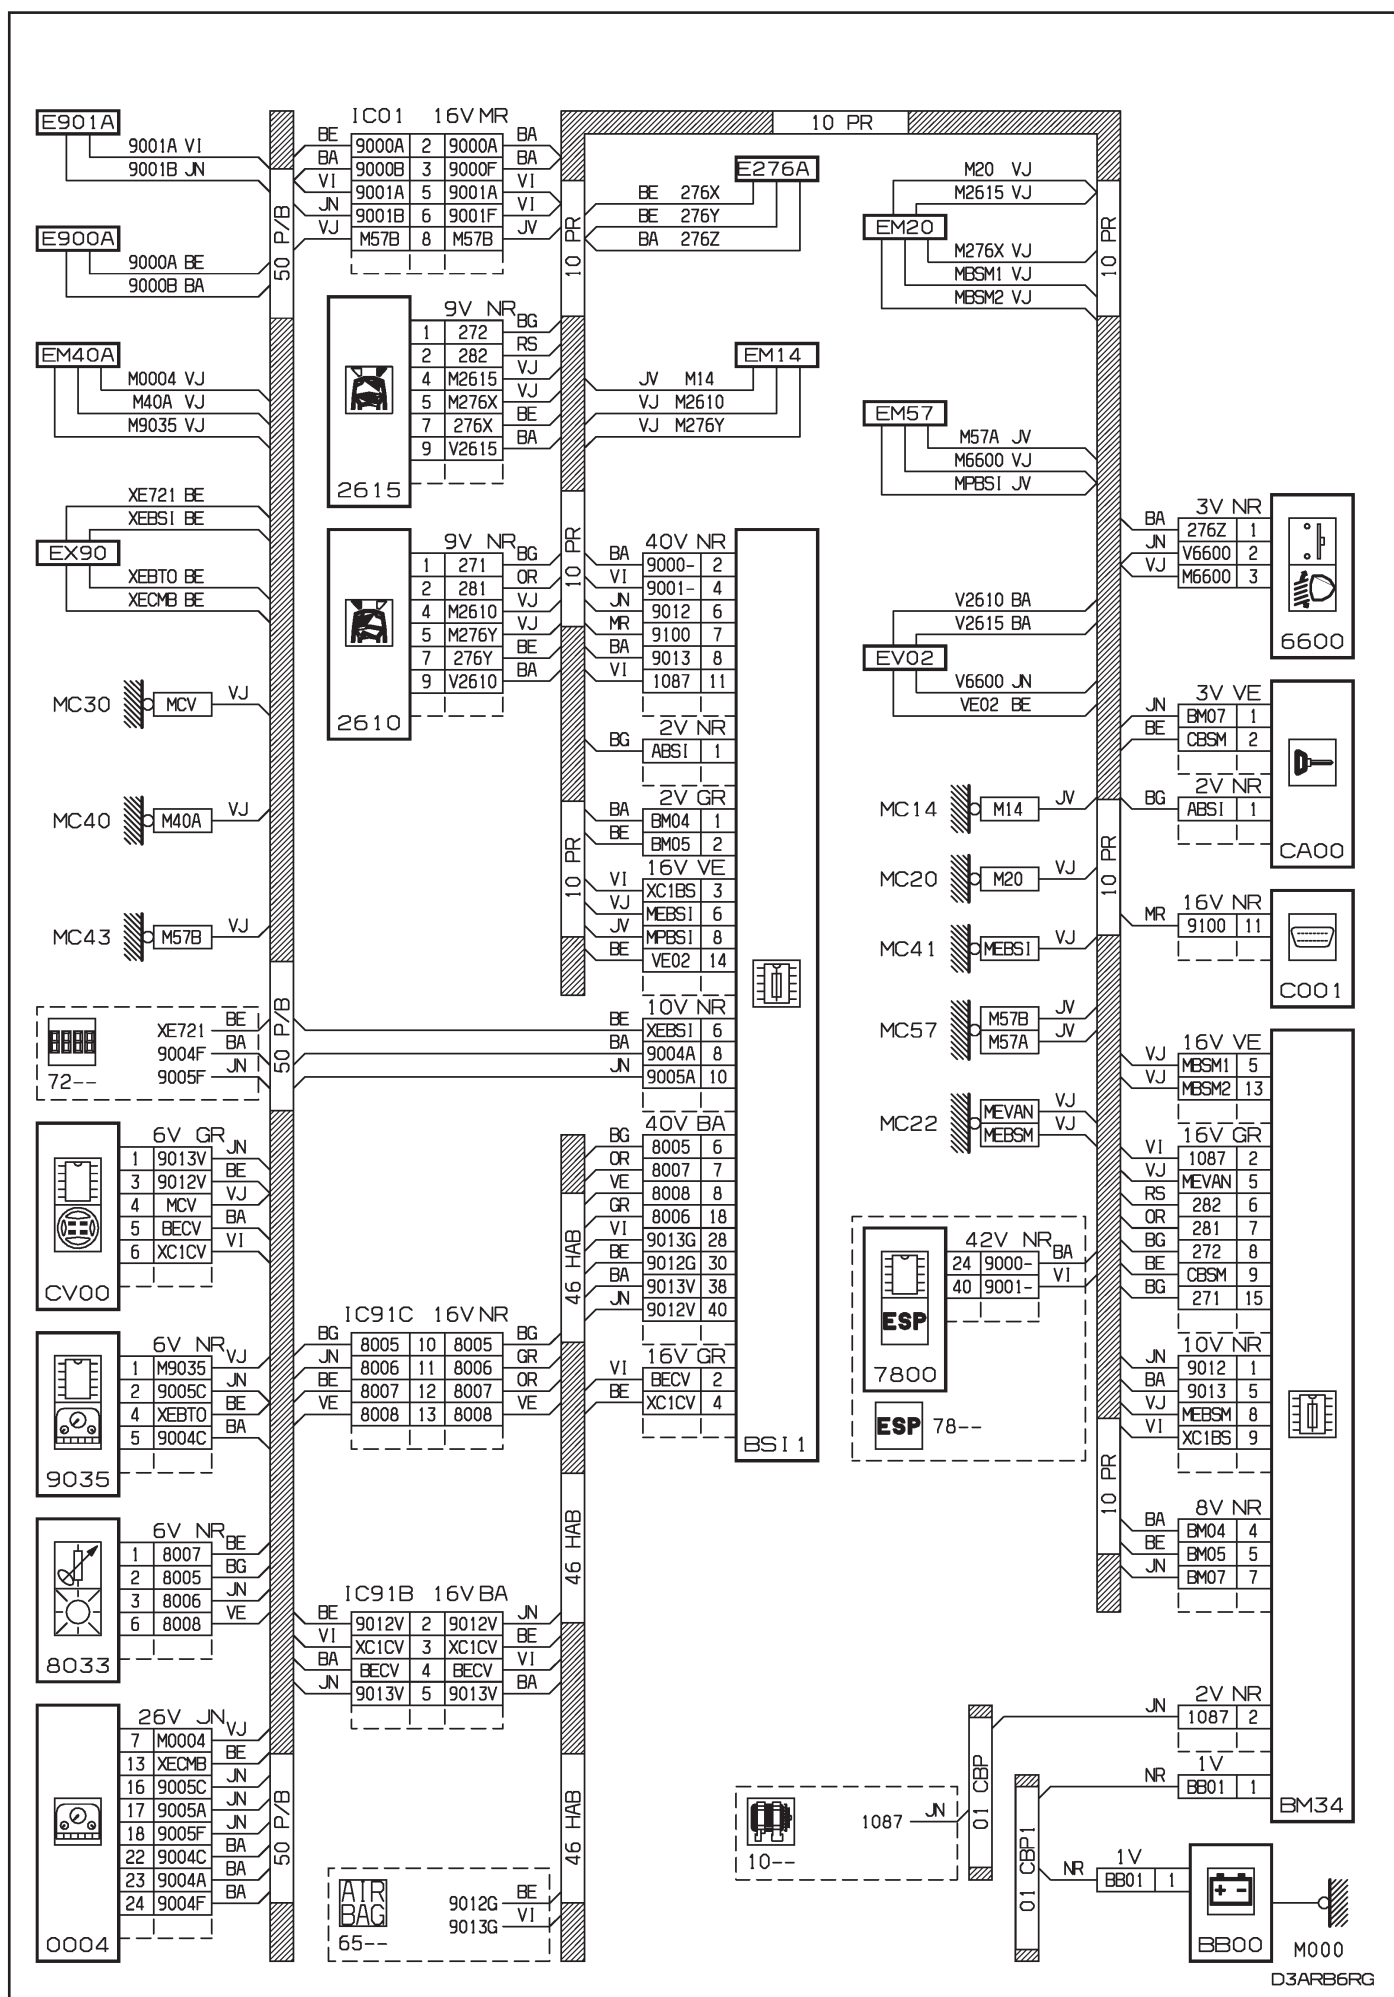 E901A
9001A VI
9001B JN
E900A
9000A BE
9000B BA
EM40A
M0004 VJ
M40A VJ
M9035 VJ
XE721 BE
XEBSI BE
EX90
XEBTO BE
XECMB BE
MC30 MCV VJ
MC40 M40A VJ
MC43 M57B VJ
XE721 BE
9004F BA
9005F JN
72--
6V GR
1 9013V JN
3 9012V BE
4 MCV VJ
5 BECV BA
6 XC1CV VI
CV00
6V NR
1 M9035 VJ
2 9005C JN
4 XEBTO BE
5 9004C BA
9035
6V NR
1 8007 BE
2 8005 BG
3 8006 JN
6 8008 VE
8033
26V JN
7 M0004 VJ
13 XECMB BE
16 9005C JN
17 9005A JN
18 9005F JN
22 9004C BA
23 9004A BA
24 9004F BA
0004
50 P/B
50 P/B
50 P/B
IC01 16V MR
BE 9000A 2 9000A BA
BA 9000B 3 9000F BA
VI 9001A 5 9001A VI
JN 9001B 6 9001F VI
VJ M57B 8 M57B JV
9V NR
1 272 BG
2 282 RS
4 M2615 VJ
5 M276X VJ
7 276X BE
9 V2615 BA
2615
9V NR
1 271 BG
2 281 OR
4 M2610 VJ
5 M276Y VJ
7 276Y BE
9 V2610 BA
2610
IC91C 16V NR
BG 8005 10 8005 BG
JN 8006 11 8006 GR
BE 8007 12 8007 OR
VE 8008 13 8008 VE
IC91B 16V BA
BE 9012V 2 9012V JN
VI XC1CV 3 XC1CV BE
BA BECV 4 BECV VI
JN 9013V 5 9013V BA
AIR
BAG
65--
9012G BE
9013G VI
10 PR
10 PR
10 PR
10 PR
46 HAB
46 HAB
46 HAB
E276A
BE 276X
BE 276Y
BA 276Z
EM14
JV M14
VJ M2610
VJ M276Y
40V NR
BA 9000- 2
VI 9001- 4
JN 9012 6
MR 9100 7
BA 9013 8
VI 1087 11
2V NR
BG ABSI 1
2V GR
BA BM04 1
BE BM05 2
16V VE
VI XC1BS 3
VJ MEBSI 6
JV MPBSI 8
BE VE02 14
10V NR
BE XEBSI 6
BA 9004A 8
JN 9005A 10
40V BA
BG 8005 6
OR 8007 7
VE 8008 8
GR 8006 18
VI 9013G 28
BE 9012G 30
BA 9013V 38
JN 9012V 40
16V GR
VI BECV 2
BE XC1CV 4
BSI1
M20 VJ
M2615 VJ
EM20
M276X VJ
MBSM1 VJ
MBSM2 VJ
EM57
M57A JV
M6600 VJ
MPBSI JV
V2610 BA
V2615 BA
EV02
V6600 JN
VE02 BE
MC14 M14 JV
MC20 M20 VJ
MC41 MEBSI VJ
MC57 M57B JV
M57A JV
MC22 MEVAN VJ
MEBSM VJ
42V NR
24 9000- BA
40 9001- VI
ESP
7800
ESP 78--
10 PR
10 PR
10 PR
3V NR
BA 276Z 1
JN V6600 2
VJ M6600 3
6600
3V VE
JN BM07 1
BE CBSM 2
2V NR
BG ABSI 1
CA00
16V NR
MR 9100 11
C001
16V VE
VJ MBSM1 5
VJ MBSM2 13
16V GR
VI 1087 2
VJ MEVAN 5
RS 282 6
OR 281 7
BG 272 8
BE CBSM 9
BG 271 15
10V NR
JN 9012 1
BA 9013 5
VJ MEBSM 8
VI XC1BS 9
8V NR
BA BM04 4
BE BM05 5
JN BM07 7
2V NR
JN 1087 2
1V
NR BB01 1
BM34
1087 JN
10--
01 CBP
01 CBP1
1V
NR BB01 1
+ -
BB00
M000
D3ARB6RG